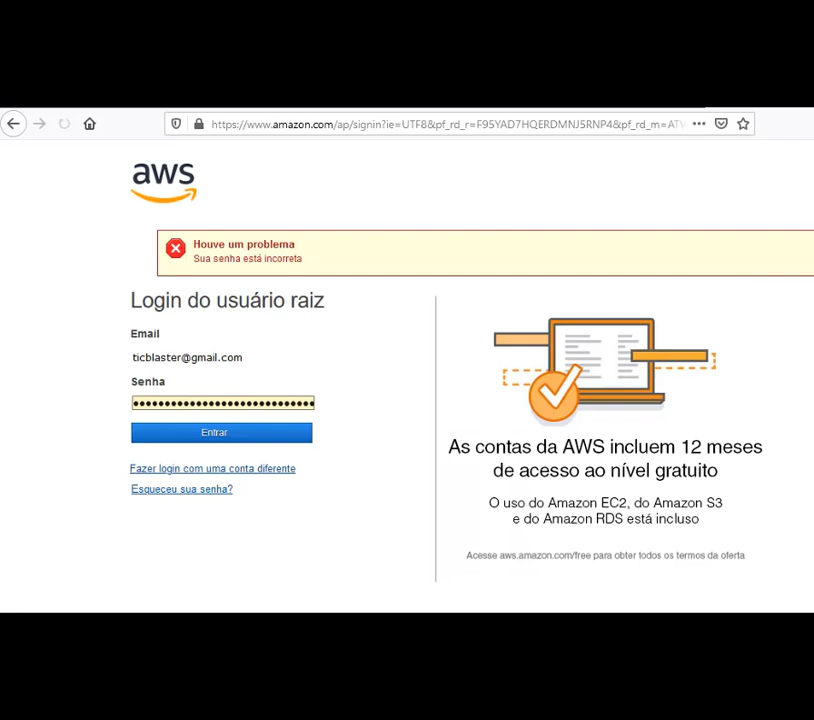 https://www.amazon.com/ap/signin?ie=UTF8&pf_rd_r=F95YAD7HQERDMNJ5RNP4&pf_rd_m=ATV
aws
Houve um problema
Sua senha está incorreta
Login do usuário raiz
Email
ticblaster@gmail.com
Senha
Entrar
Fazer login com uma conta diferente
Esqueceu sua senha?
As contas da AWS incluem 12 meses
de acesso ao nível gratuito
O uso do Amazon EC2, do Amazon S3
e do Amazon RDS está incluso
Acesse aws.amazon.com/free para obter todos os termos da oferta